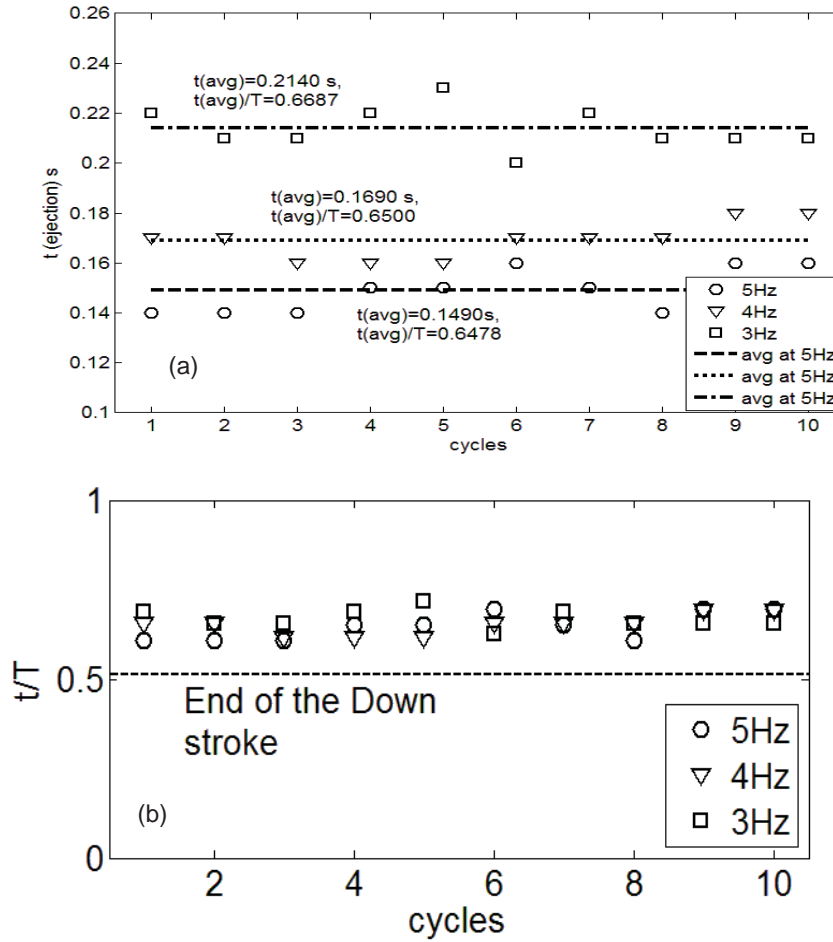 0.26
0.24
0.22
0.2
0.18
0.16
0.14
0.12
0.1
t (ejection) s
t(avg)=0.2140 s,
t(avg)/T=0.6687
t(avg)=0.1690 s,
t(avg)/T=0.6500
t(avg)=0.1490s,
t(avg)/T=0.6478
5Hz
4Hz
3Hz
avg at 5Hz
avg at 5Hz
avg at 5Hz
(a)
1 2 3 4 5 6 7 8 9 10
cycles
1
0.5
0
t/T
End of the Down
stroke
5Hz
4Hz
3Hz
(b)
2 4 6 8 10
cycles